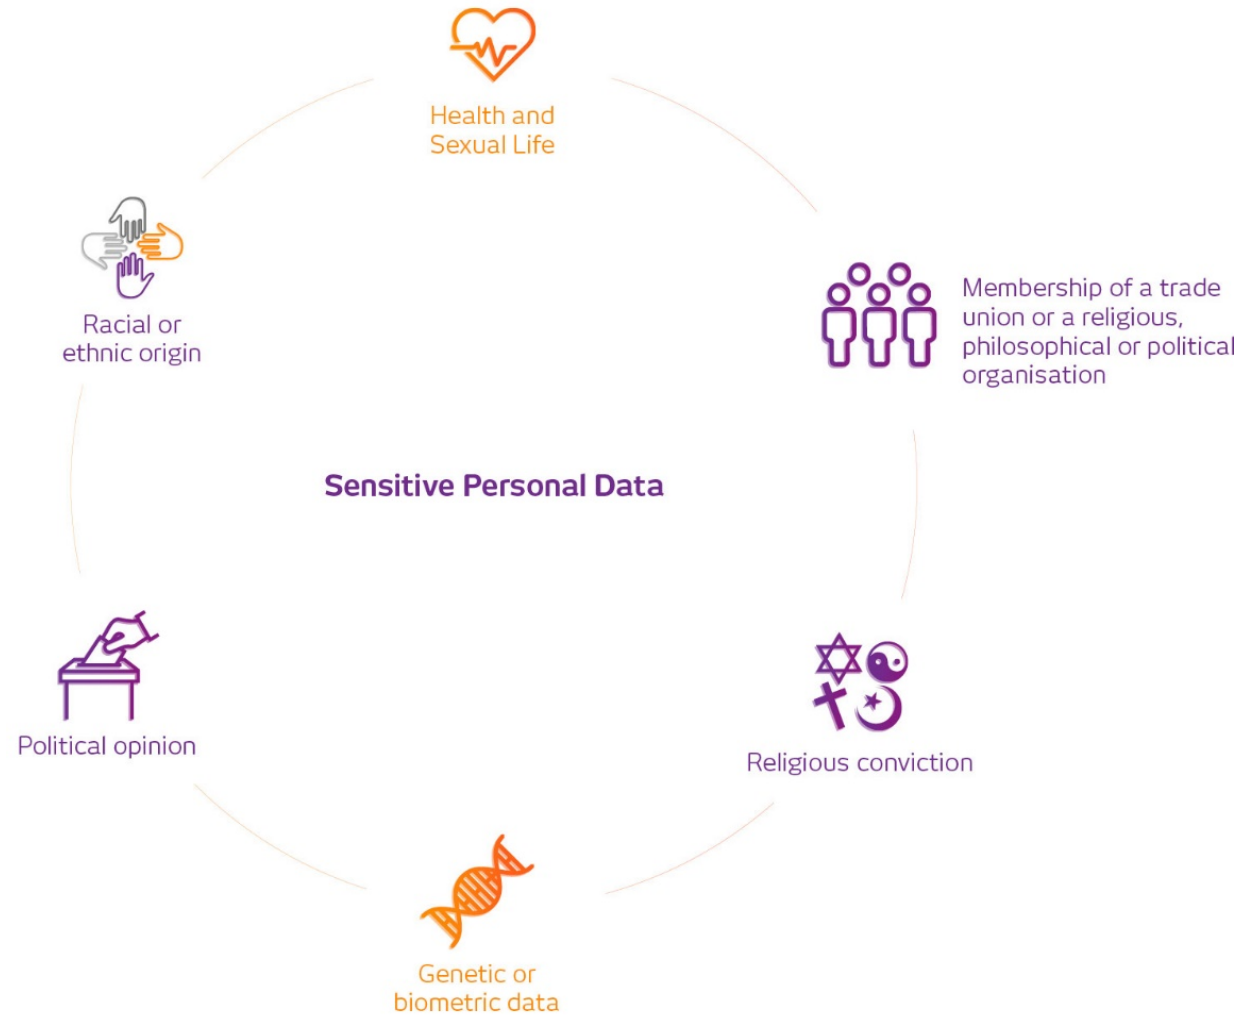 Health and
Sexual Life
Racial or
ethnic origin
Membership of a trade
union or a religious,
philosophical or political
organisation
Sensitive Personal Data
Political opinion
Religious conviction
Genetic or
biometric data